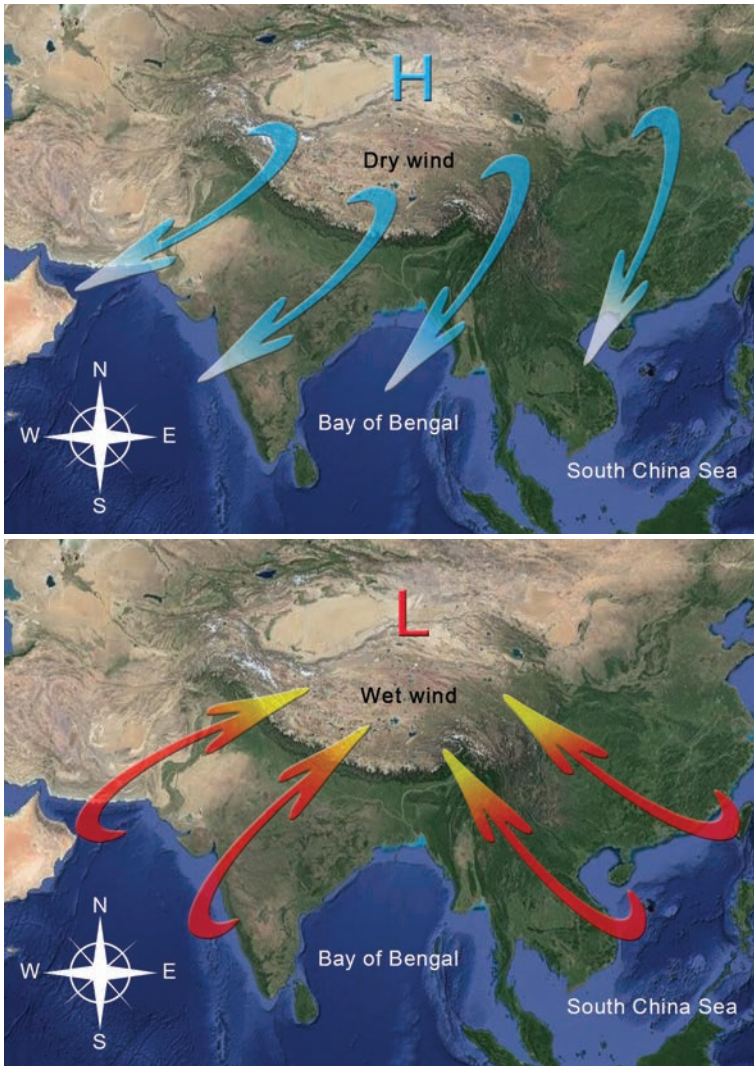 H
Dry wind
N
W E
S
Bay of Bengal
South China Sea
L
Wet wind
N
W E
S
Bay of Bengal
South China Sea